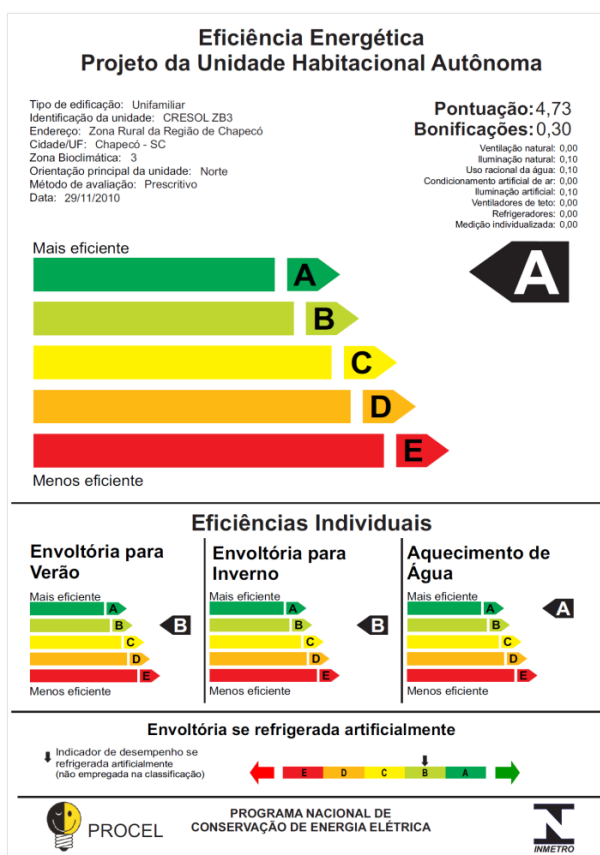 Eficiência Energética
Projeto da Unidade Habitacional Autônoma
Tipo de edificação: Unifamiliar
Identificação da unidade: CRESOL ZB3
Endereço: Zona Rural da Região de Chapecó
Cidade/UF: Chapecó - SC
Zona Bioclimática: 3
Orientação principal da unidade: Norte
Método de avaliação: Prescritivo
Data: 29/11/2010
Pontuação:4,73
Bonificações:0,30
Ventilação natural: 0,00
Iluminação natural: 0,10
Uso racional da água: 0,10
Condicionamento artificial de ar: 0,00
Iluminação artificial: 0,10
Ventiladores de teto: 0,00
Refrigeradores: 0,00
Medição individualizada: 0,00
Mais eficiente
A
A
B
C
D
E
Menos eficiente
Eficiências Individuais
Envoltória para
Verão
Mais eficiente
A
B
B
C
D
E
Menos eficiente
Envoltória para
Inverno
Mais eficiente
A
B
B
C
D
E
Menos eficiente
Aquecimento de
Água
Mais eficiente
A
A
B
C
D
E
Menos eficiente
Envoltória se refrigerada artificialmente
Indicador de desempenho se
refrigerada artificialmente
(não empregada na classificação)
E D C B A
PROCEL
PROGRAMA NACIONAL DE
CONSERVAÇÃO DE ENERGIA ELÉTRICA
INMETRO